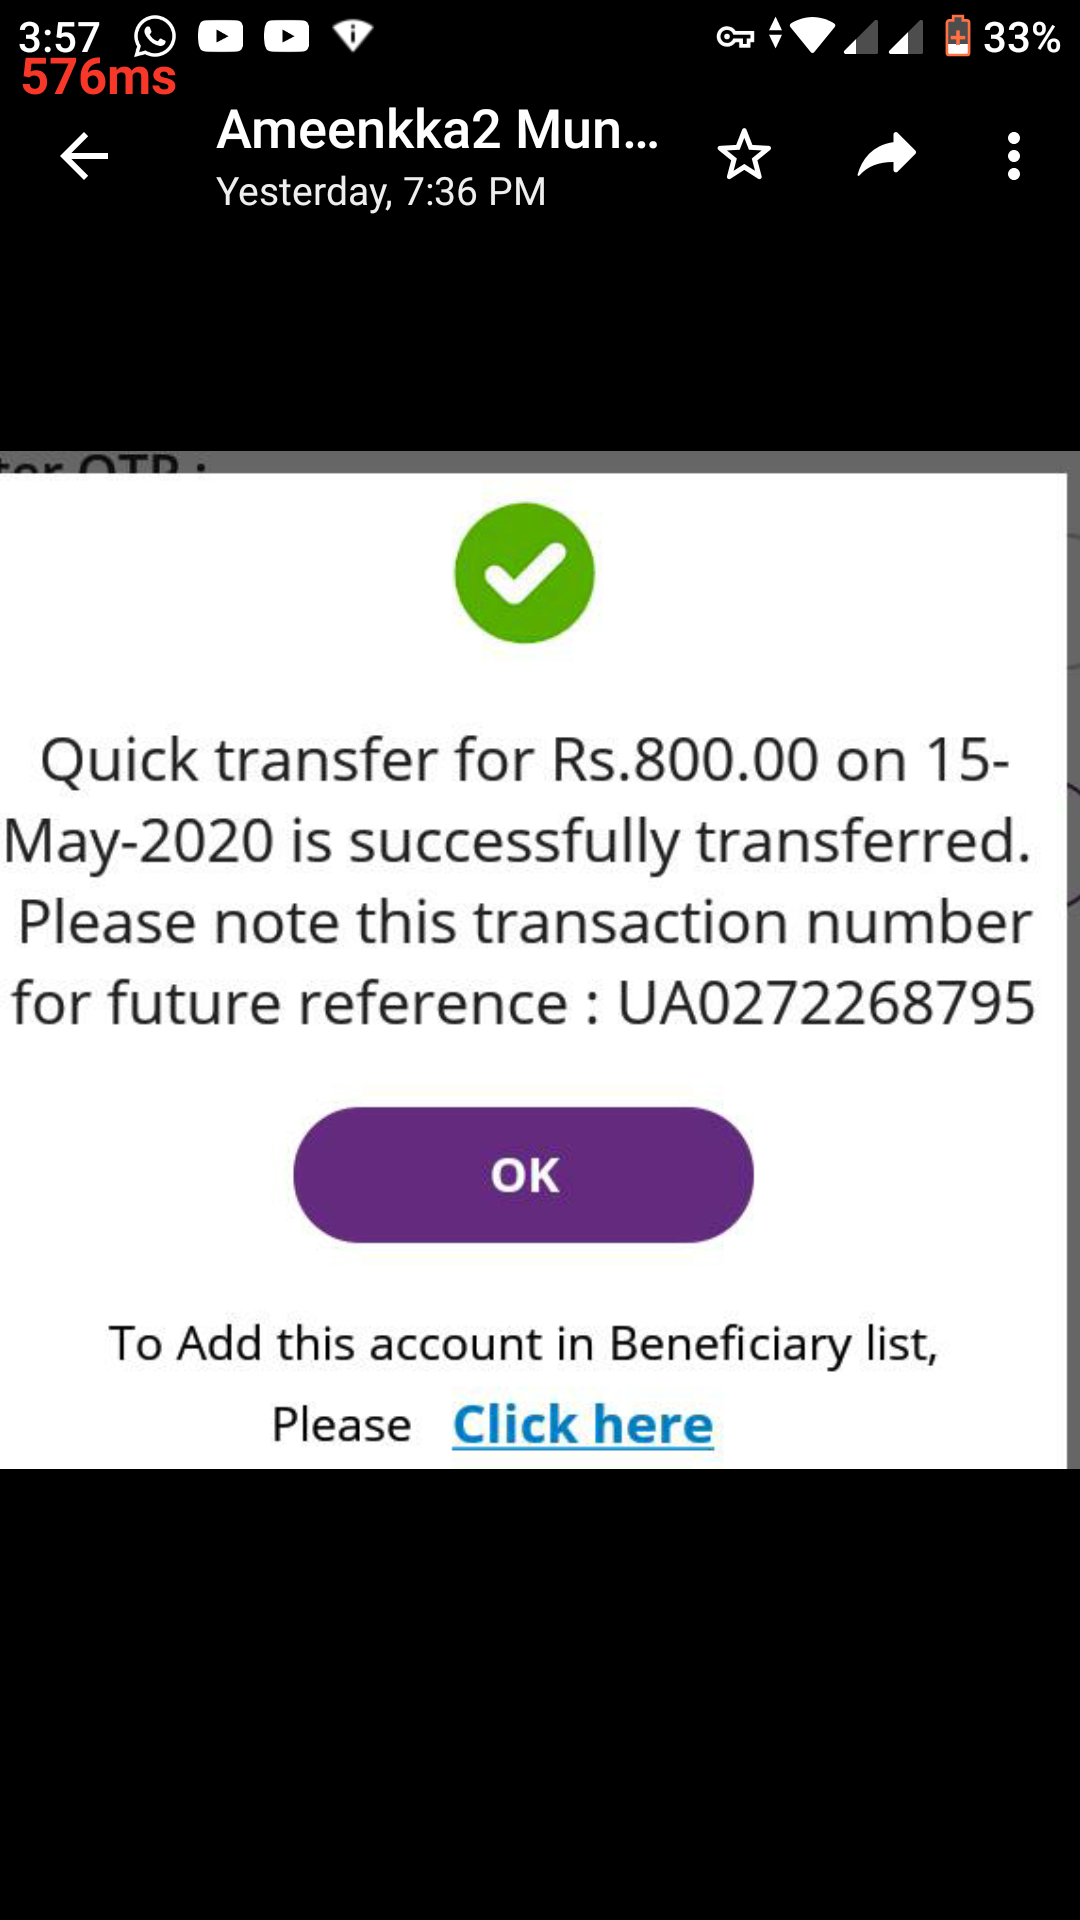 3:57 33%
576ms
Ameenkka2 Mun...
Yesterday, 7:36 PM
ter OTP :
Quick transfer for Rs.800.00 on 15-
May-2020 is successfully transferred.
Please note this transaction number
for future reference : UA0272268795
OK
To Add this account in Beneficiary list,
Please Click here